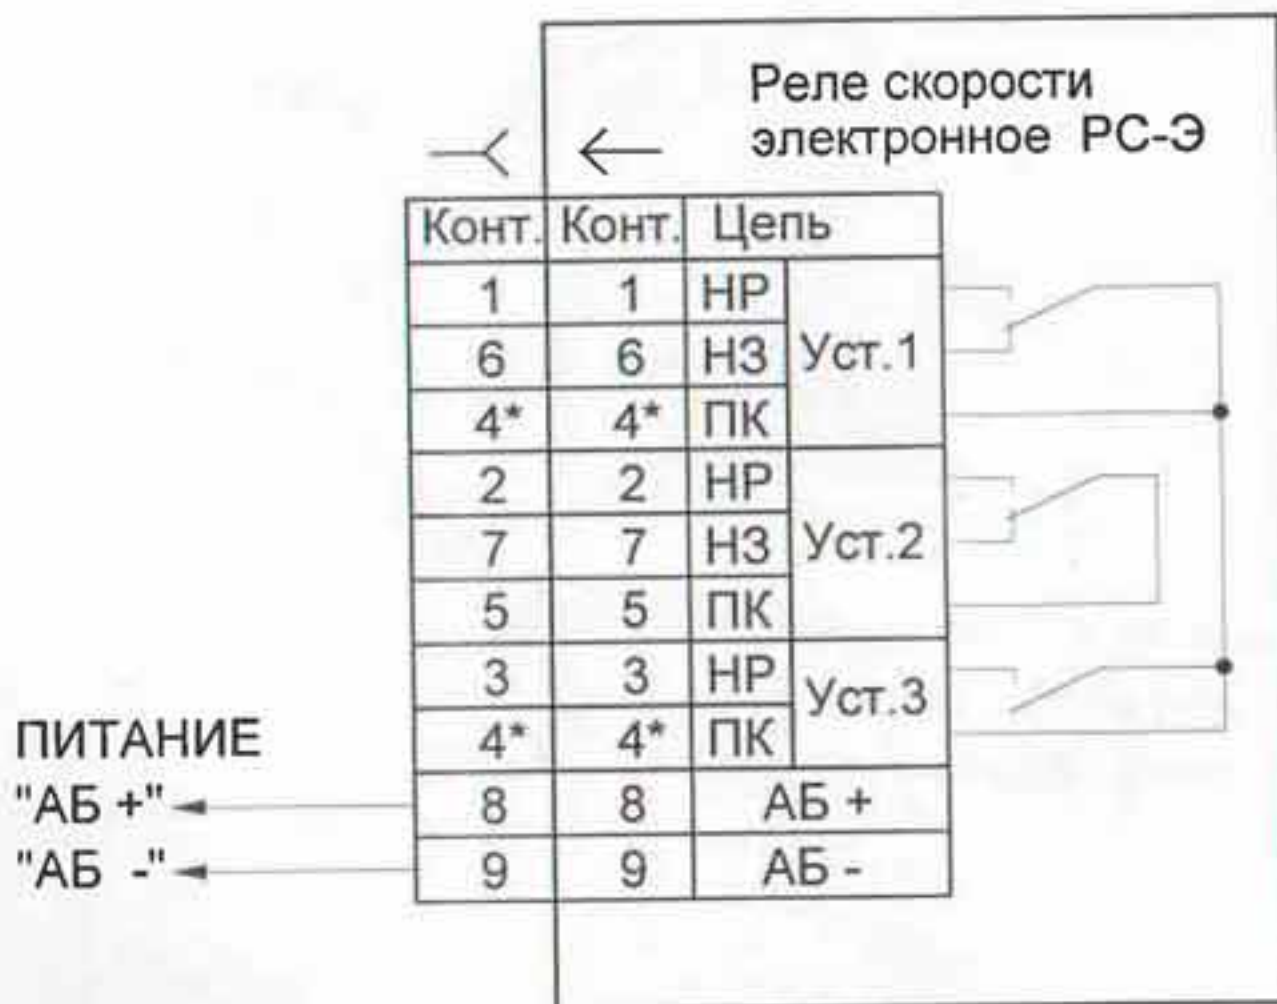 Реле скорости
электронное РС-Э
Конт. Конт. Цепь
1 1 НР
6 6 НЗ Уст.1
4* 4* ПК
2 2 НР
7 7 НЗ Уст.2
5 5 ПК
3 3 НР Уст.3
4* 4* ПК
ПИТАНИЕ
"АБ +" 8 8 АБ +
"АБ -" 9 9 АБ -